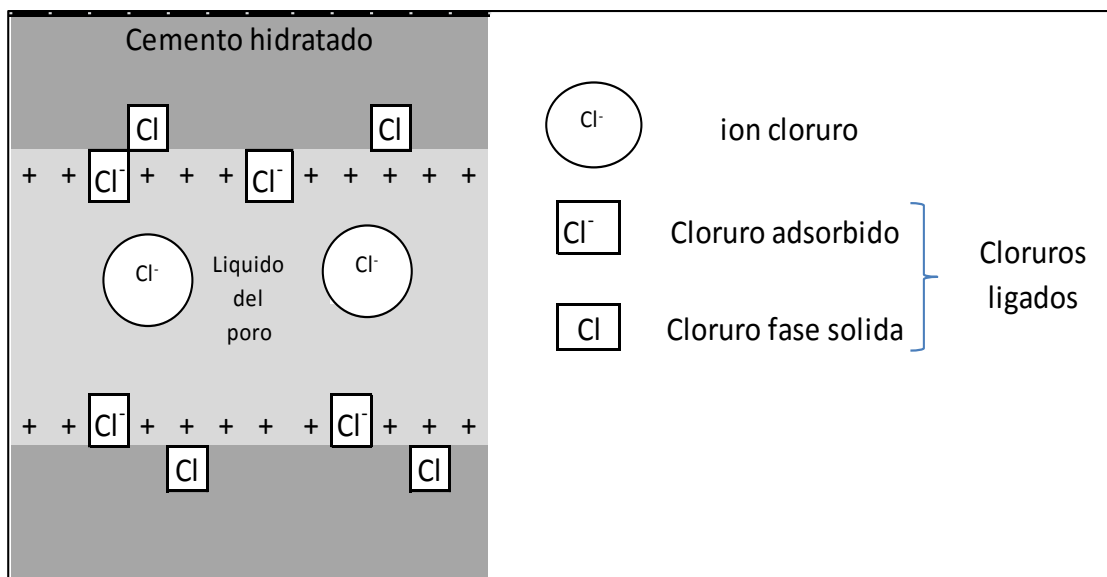 Cemento hidratado
Cl Cl
+ + Cl⁻ + + + Cl⁻ + + + + +
Cl⁻ Cl⁻
Liquido
del
poro
+ + Cl⁻ + + + + + Cl⁻ + + +
Cl Cl
Cl⁻ ion cloruro
Cl⁻ Cloruro adsorbido
Cl Cloruro fase solida
Cloruros
ligados